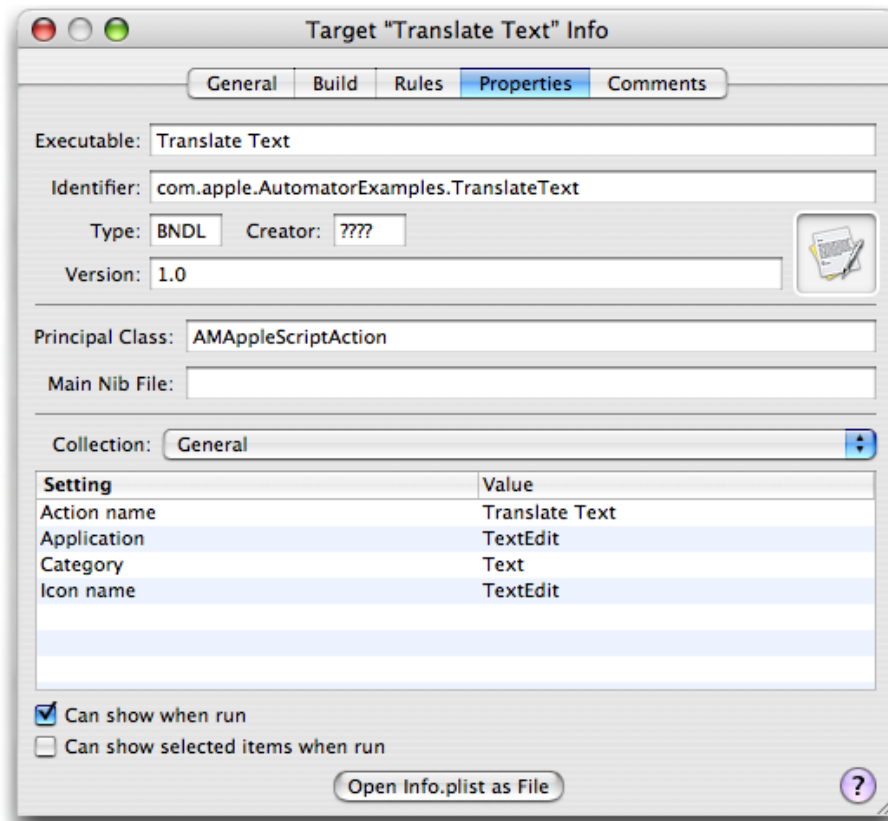 Target “Translate Text” Info
General Build Rules Properties Comments
Executable: Translate Text
Identifier: com.apple.AutomatorExamples.TranslateText
Type: BNDL Creator: ????
Version: 1.0
Principal Class: AMAppleScriptAction
Main Nib File:
Collection: General
Setting Value
Action name Translate Text
Application TextEdit
Category Text
Icon name TextEdit
Can show when run
Can show selected items when run
Open Info.plist as File ?